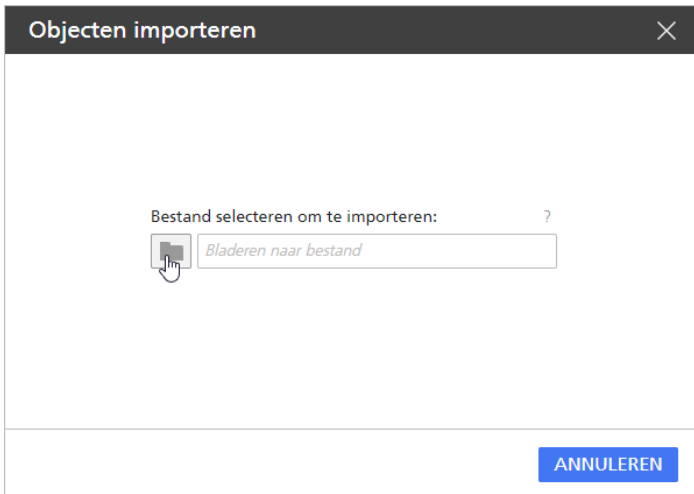 Objecten importeren
Bestand selecteren om te importeren: ?
Bladeren naar bestand
ANNULEREN